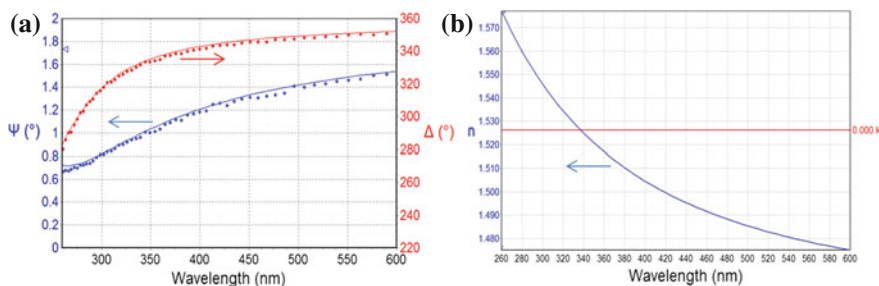 (a)
2
1.8
1.6
1.4
1.2
1
0.8
0.6
0.4
0.2
0
Ψ (°)
360
340
320
300
280
260
240
220
Δ (°)
300 350 400 450 500 550 600
Wavelength (nm)
(b)
1.570
1.560
1.550
1.540
1.530
1.520
1.510
1.500
1.490
1.480
n
0.000 k
260 280 300 320 340 360 380 400 420 440 460 480 500 520 540 560 580 600
Wavelength (nm)